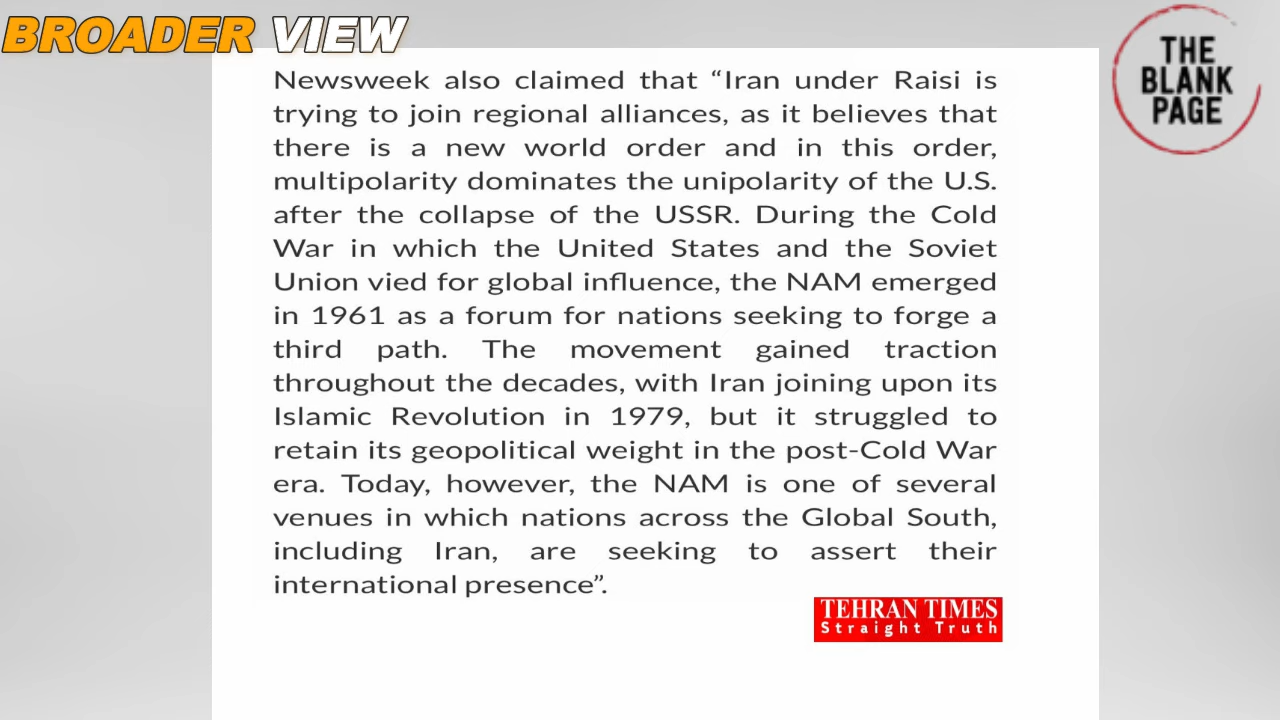 BROADER VIEW
THE
BLANK
PAGE
Newsweek also claimed that “Iran under Raisi is
trying to join regional alliances, as it believes that
there is a new world order and in this order,
multipolarity dominates the unipolarity of the U.S.
after the collapse of the USSR. During the Cold
War in which the United States and the Soviet
Union vied for global influence, the NAM emerged
in 1961 as a forum for nations seeking to forge a
third path. The movement gained traction
throughout the decades, with Iran joining upon its
Islamic Revolution in 1979, but it struggled to
retain its geopolitical weight in the post-Cold War
era. Today, however, the NAM is one of several
venues in which nations across the Global South,
including Iran, are seeking to assert their
international presence”.
TEHRAN TIMES
Straight Truth